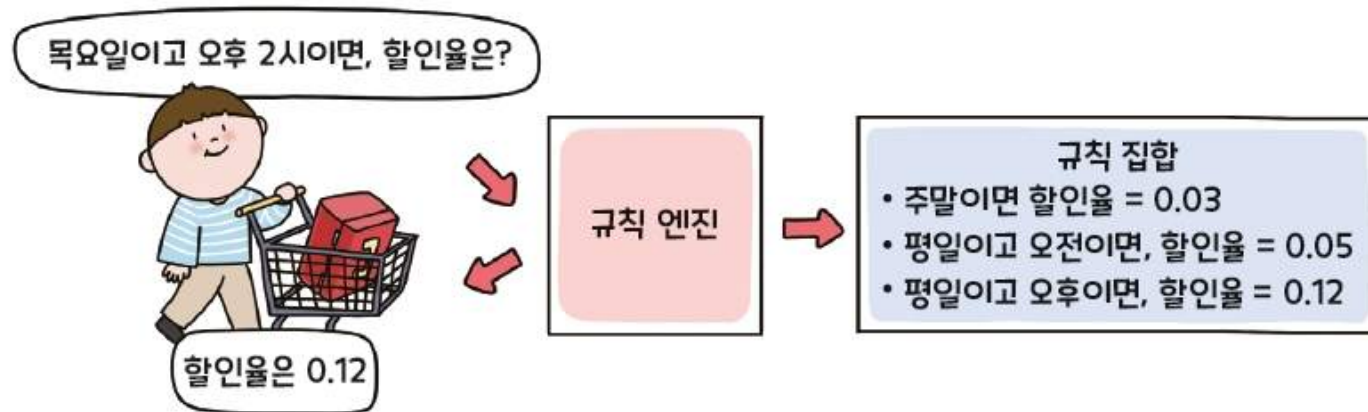 목요일이고 오후 2시이면, 할인율은?
규칙 엔진
규칙 집합
• 주말이면 할인율 = 0.03
• 평일이고 오전이면, 할인율 = 0.05
• 평일이고 오후이면, 할인율 = 0.12
할인율은 0.12